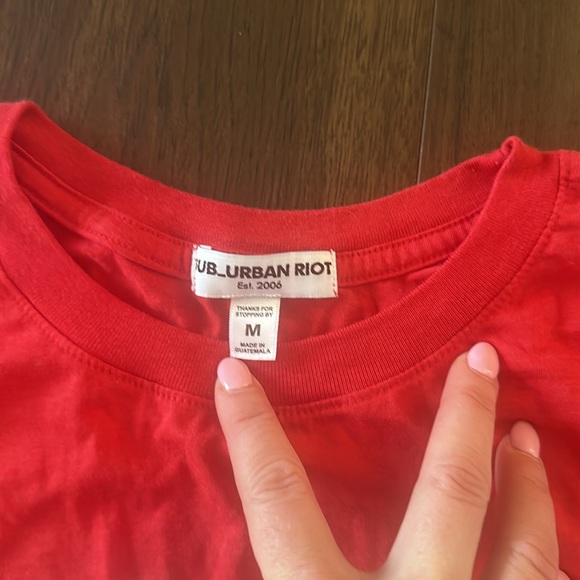 SUB_URBAN RIOT
Est. 2006
THANKS FOR
STOPPING BY
M
MADE IN
GUATEMALA